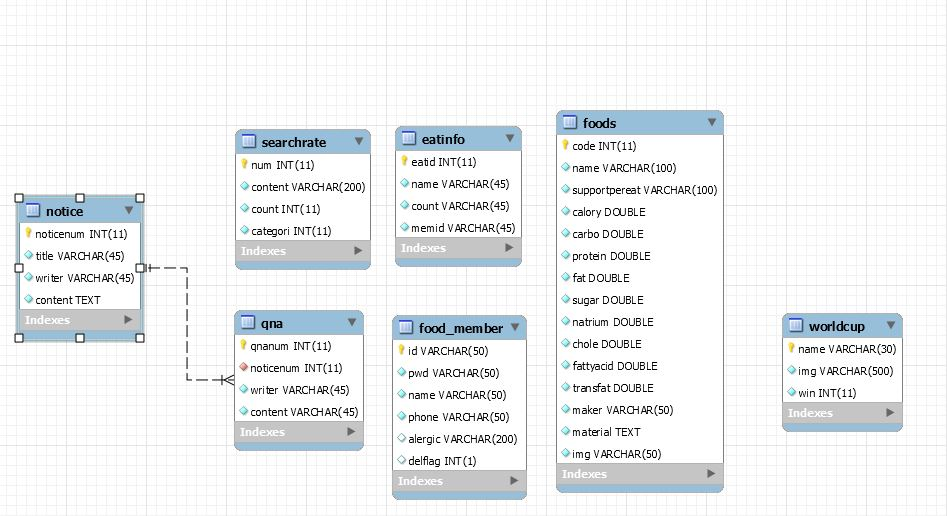 notice
noticenum INT(11)
title VARCHAR(45)
writer VARCHAR(45)
content TEXT
Indexes
searchrate
num INT(11)
content VARCHAR(200)
count INT(11)
categori INT(11)
Indexes
qna
qnanum INT(11)
noticenum INT(11)
writer VARCHAR(45)
content VARCHAR(45)
Indexes
eatinfo
eatid INT(11)
name VARCHAR(45)
count VARCHAR(45)
memid VARCHAR(45)
Indexes
food_member
id VARCHAR(50)
pwd VARCHAR(50)
name VARCHAR(50)
phone VARCHAR(50)
alergic VARCHAR(200)
delflag INT(1)
Indexes
foods
code INT(11)
name VARCHAR(100)
supportpereat VARCHAR(100)
calory DOUBLE
carbo DOUBLE
protein DOUBLE
fat DOUBLE
sugar DOUBLE
natrium DOUBLE
chole DOUBLE
fattyacid DOUBLE
transfat DOUBLE
maker VARCHAR(50)
material TEXT
img VARCHAR(50)
Indexes
worldcup
name VARCHAR(30)
img VARCHAR(500)
win INT(11)
Indexes